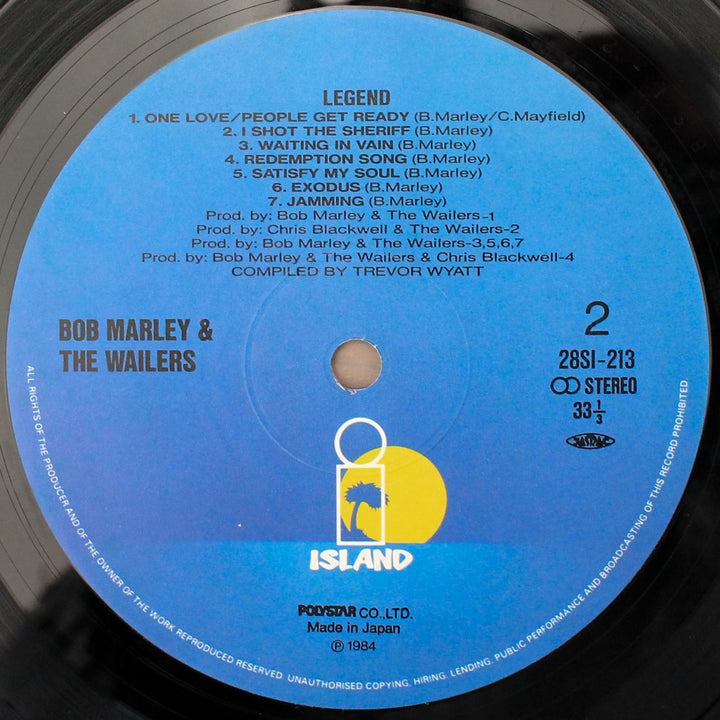 LEGEND
1. ONE LOVE/PEOPLE GET READY (B.Marley/C.Mayfield)
2. I SHOT THE SHERIFF (B.Marley)
3. WAITING IN VAIN (B.Marley)
4. REDEMPTION SONG (B.Marley)
5. SATISFY MY SOUL (B.Marley)
6. EXODUS (B.Marley)
7. JAMMING (B.Marley)
Prod. by: Bob Marley & The Wailers-1
Prod. by: Chris Blackwell & The Wailers-2
Prod. by: Bob Marley & The Wailers-3,5,6,7
Prod. by: Bob Marley & The Wailers & Chris Blackwell-4
COMPILED BY TREVOR WYATT
BOB MARLEY &
THE WAILERS
2
28SI-213
STEREO
33 1/3
JASRAC
ISLAND
POLYSTAR CO.,LTD.
Made in Japan
Ⓟ 1984
ALL RIGHTS OF THE PRODUCER AND OF THE OWNER OF THE WORK REPRODUCED RESERVED. UNAUTHORISED COPYING. HIRING. LENDING. PUBLIC PERFORMANCE AND BROADCASTING OF THIS RECORD PROHIBITED